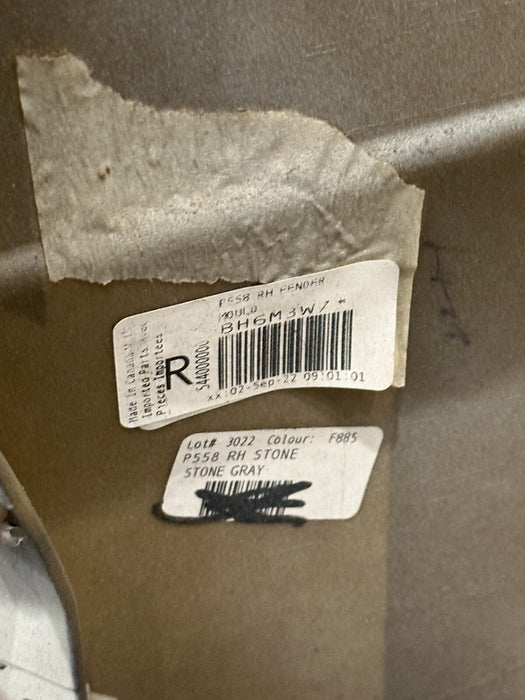 P558 RH FENDER
MOULD
BH6M3W7*
Made In Canada
Imported Parts
Pieces Importees
R
544000000
xx:02-Sep-22 09:01:01
Lot# 3022 Colour: F885
P558 RH STONE
STONE GRAY